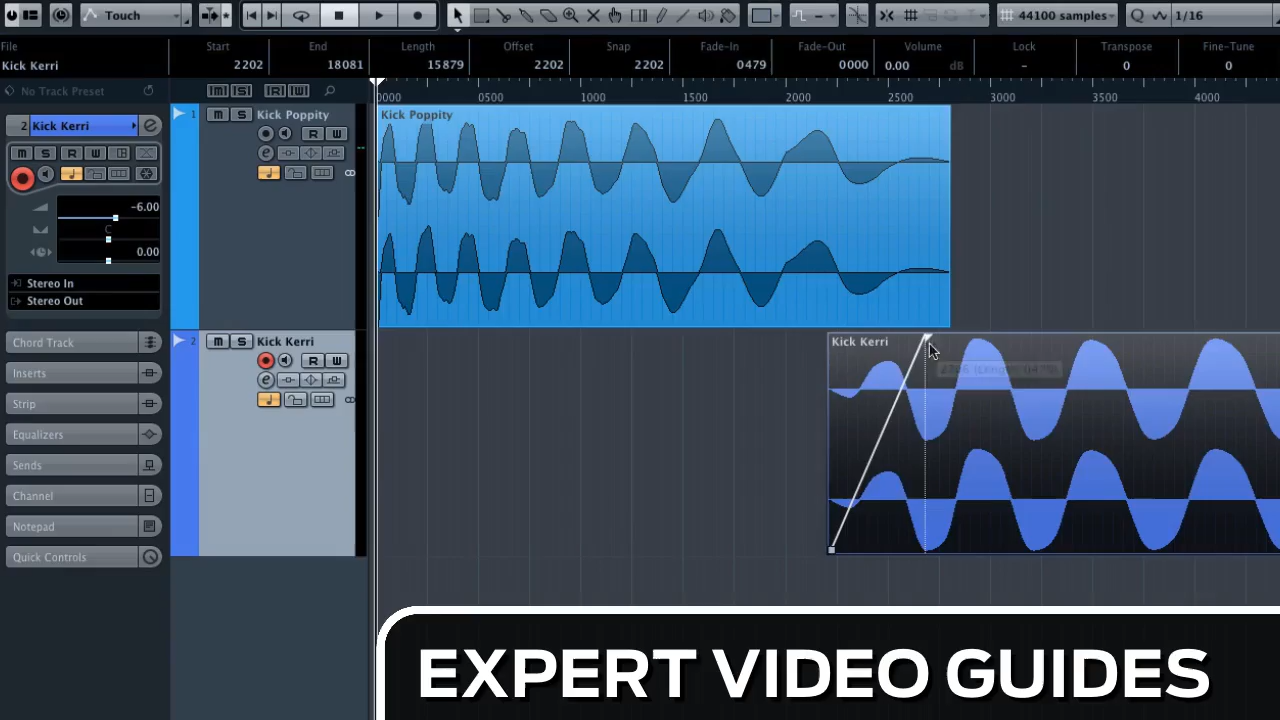 Touch
44100 samples
1/16
File
Kick Kerri
Start
2202
End
18081
Length
15879
Offset
2202
Snap
2202
Fade-In
0479
Fade-Out
0000
Volume
0.00 dB
Lock
-
Transpose
0
Fine-Tune
0
No Track Preset
M S R W
0000 0500 1000 1500 2000 2500 3000 3500 4000
2 Kick Kerri
M S R W
-6.00
C
0.00
Stereo In
Stereo Out
Chord Track
Inserts
Strip
Equalizers
Sends
Channel
Notepad
Quick Controls
1 M S Kick Poppity
R W
e
Kick Poppity
2 M S Kick Kerri
R W
e
Kick Kerri
EXPERT VIDEO GUIDES